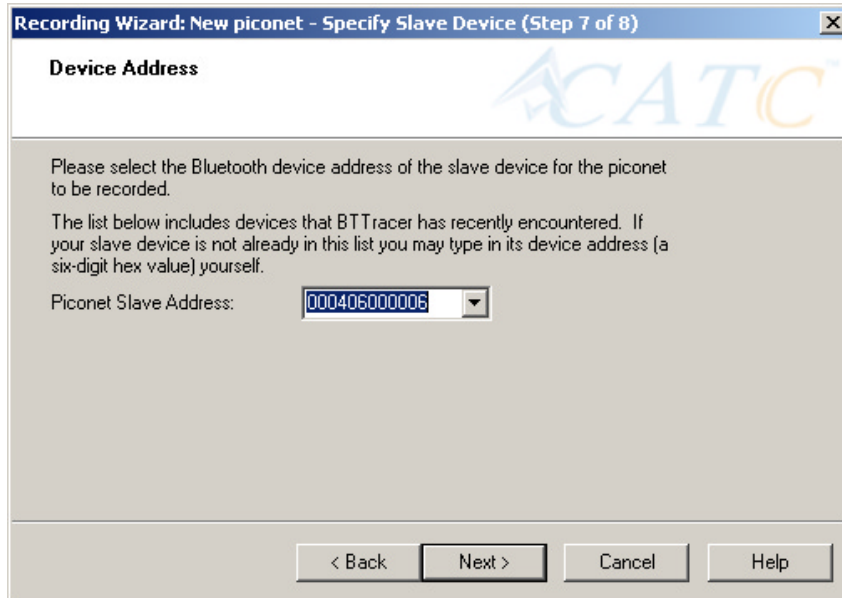 Recording Wizard: New piconet - Specify Slave Device (Step 7 of 8)
Device Address
CATC
Please select the Bluetooth device address of the slave device for the piconet
to be recorded.
The list below includes devices that BTTracer has recently encountered. If
your slave device is not already in this list you may type in its device address (a
six-digit hex value) yourself.
Piconet Slave Address: 000406000006
< Back Next > Cancel Help